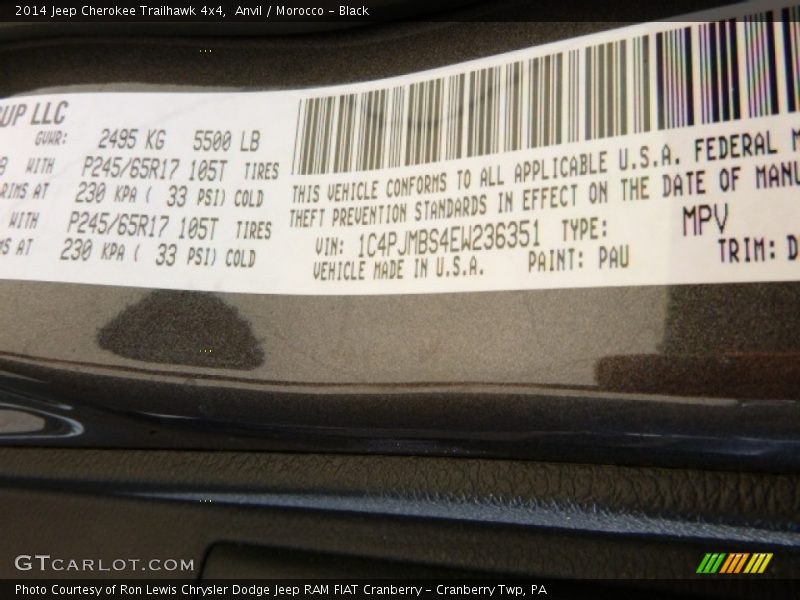 2014 Jeep Cherokee Trailhawk 4x4,  Anvil / Morocco – Black
UP LLC
GVWR: 2495 KG 5500 LB
WITH P245/65R17 105T TIRES
RIMS AT 230 KPA ( 33 PSI) COLD
WITH P245/65R17 105T TIRES
AT 230 KPA ( 33 PSI) COLD
THIS VEHICLE CONFORMS TO ALL APPLICABLE U.S.A. FEDERAL M
THEFT PREVENTION STANDARDS IN EFFECT ON THE DATE OF MANU
VIN: 1C4PJMBS4EW236351 TYPE: MPV
VEHICLE MADE IN U.S.A. PAINT: PAU TRIM: D
GTCARLOT.COM
Photo Courtesy of Ron Lewis Chrysler Dodge Jeep RAM FIAT Cranberry – Cranberry Twp, PA